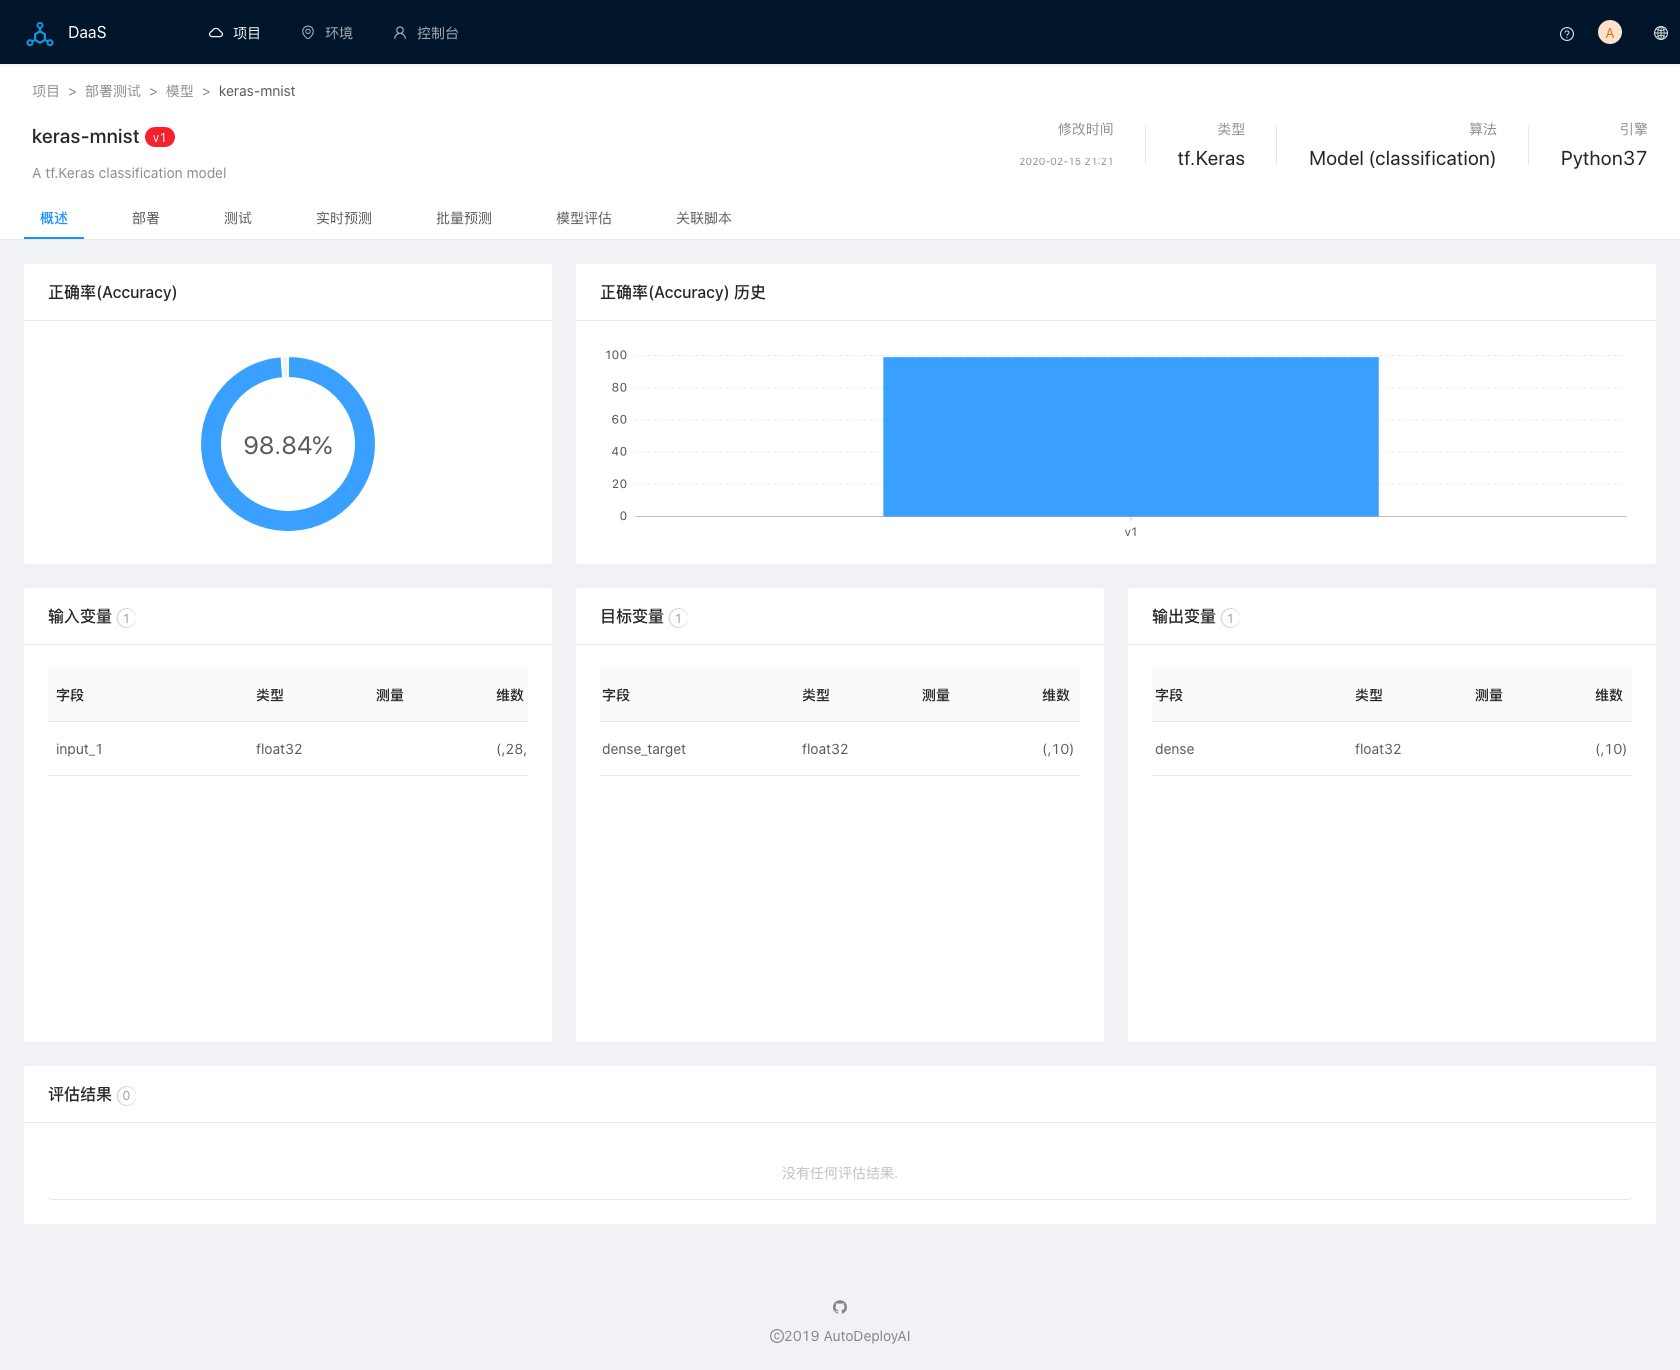 DaaS 项目 环境 控制台 A
项目 > 部署测试 > 模型 > keras-mnist
keras-mnist v1
A tf.Keras classification model
修改时间 类型 算法 引擎
2020-02-15 21:21 tf.Keras Model (classification) Python37
概述 部署 测试 实时预测 批量预测 模型评估 关联脚本
正确率(Accuracy)
98.84%
正确率(Accuracy) 历史
100
80
60
40
20
0
v1
输入变量 1
字段 类型 测量 维数
input_1 float32 (,28,
目标变量 1
字段 类型 测量 维数
dense_target float32 (,10)
输出变量 1
字段 类型 测量 维数
dense float32 (,10)
评估结果 0
没有任何评估结果.
©2019 AutoDeployAI